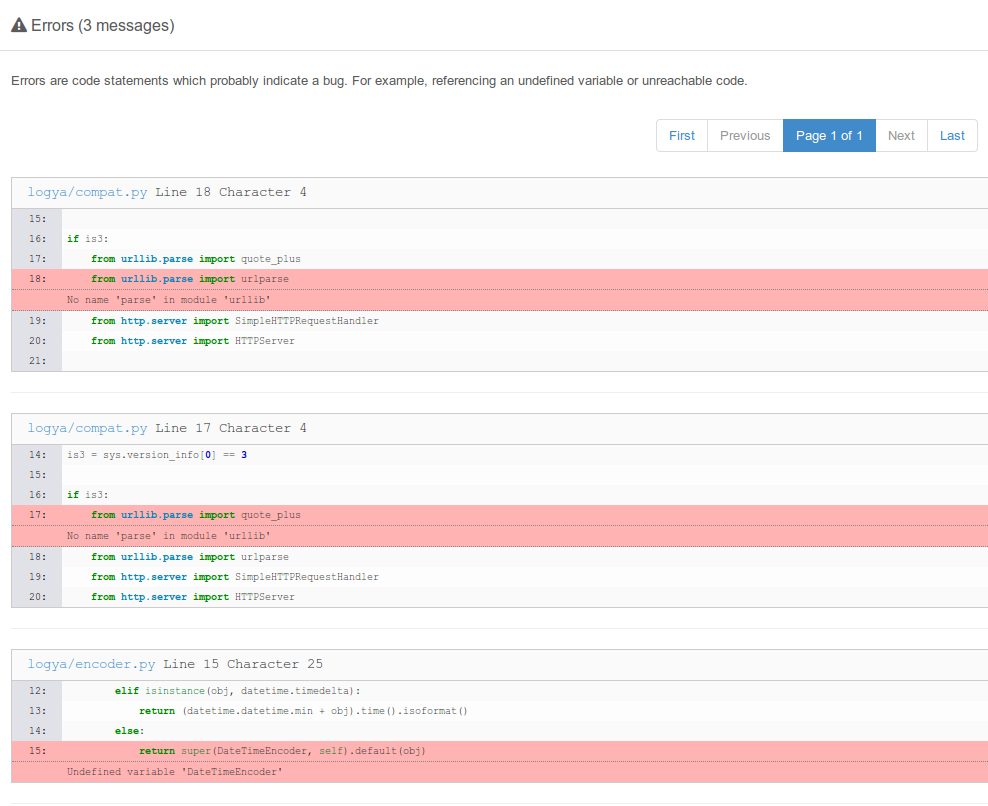 Errors (3 messages)
Errors are code statements which probably indicate a bug. For example, referencing an undefined variable or unreachable code.
First Previous Page 1 of 1 Next Last
logya/compat.py Line 18 Character 4
15:
16: if is3:
17:     from urllib.parse import quote_plus
18:     from urllib.parse import urlparse
No name 'parse' in module 'urllib'
19:     from http.server import SimpleHTTPRequestHandler
20:     from http.server import HTTPServer
21:
logya/compat.py Line 17 Character 4
14: is3 = sys.version_info[0] == 3
15:
16: if is3:
17:     from urllib.parse import quote_plus
No name 'parse' in module 'urllib'
18:     from urllib.parse import urlparse
19:     from http.server import SimpleHTTPRequestHandler
20:     from http.server import HTTPServer
logya/encoder.py Line 15 Character 25
12:         elif isinstance(obj, datetime.timedelta):
13:             return (datetime.datetime.min + obj).time().isoformat()
14:         else:
15:             return super(DateTimeEncoder, self).default(obj)
Undefined variable 'DateTimeEncoder'